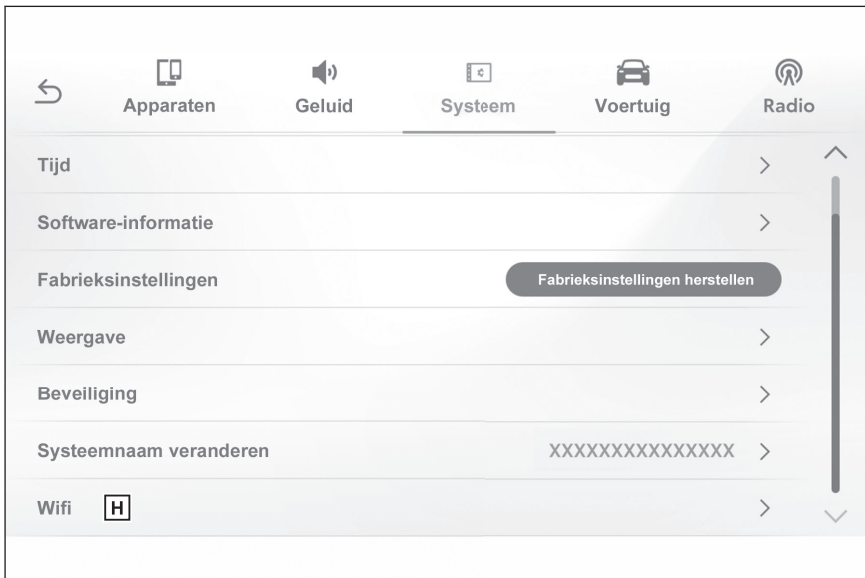 Apparaten Geluid Systeem Voertuig Radio
Tijd
Software-informatie
Fabrieksinstellingen Fabrieksinstellingen herstellen
Weergave
Beveiliging
Systeemnaam veranderen XXXXXXXXXXXXXXX
Wifi H